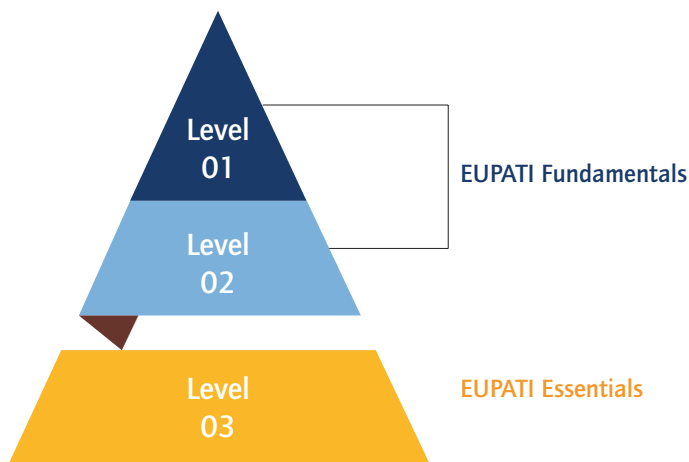 Level
01
EUPATI Fundamentals
Level
02
Level
03
EUPATI Essentials